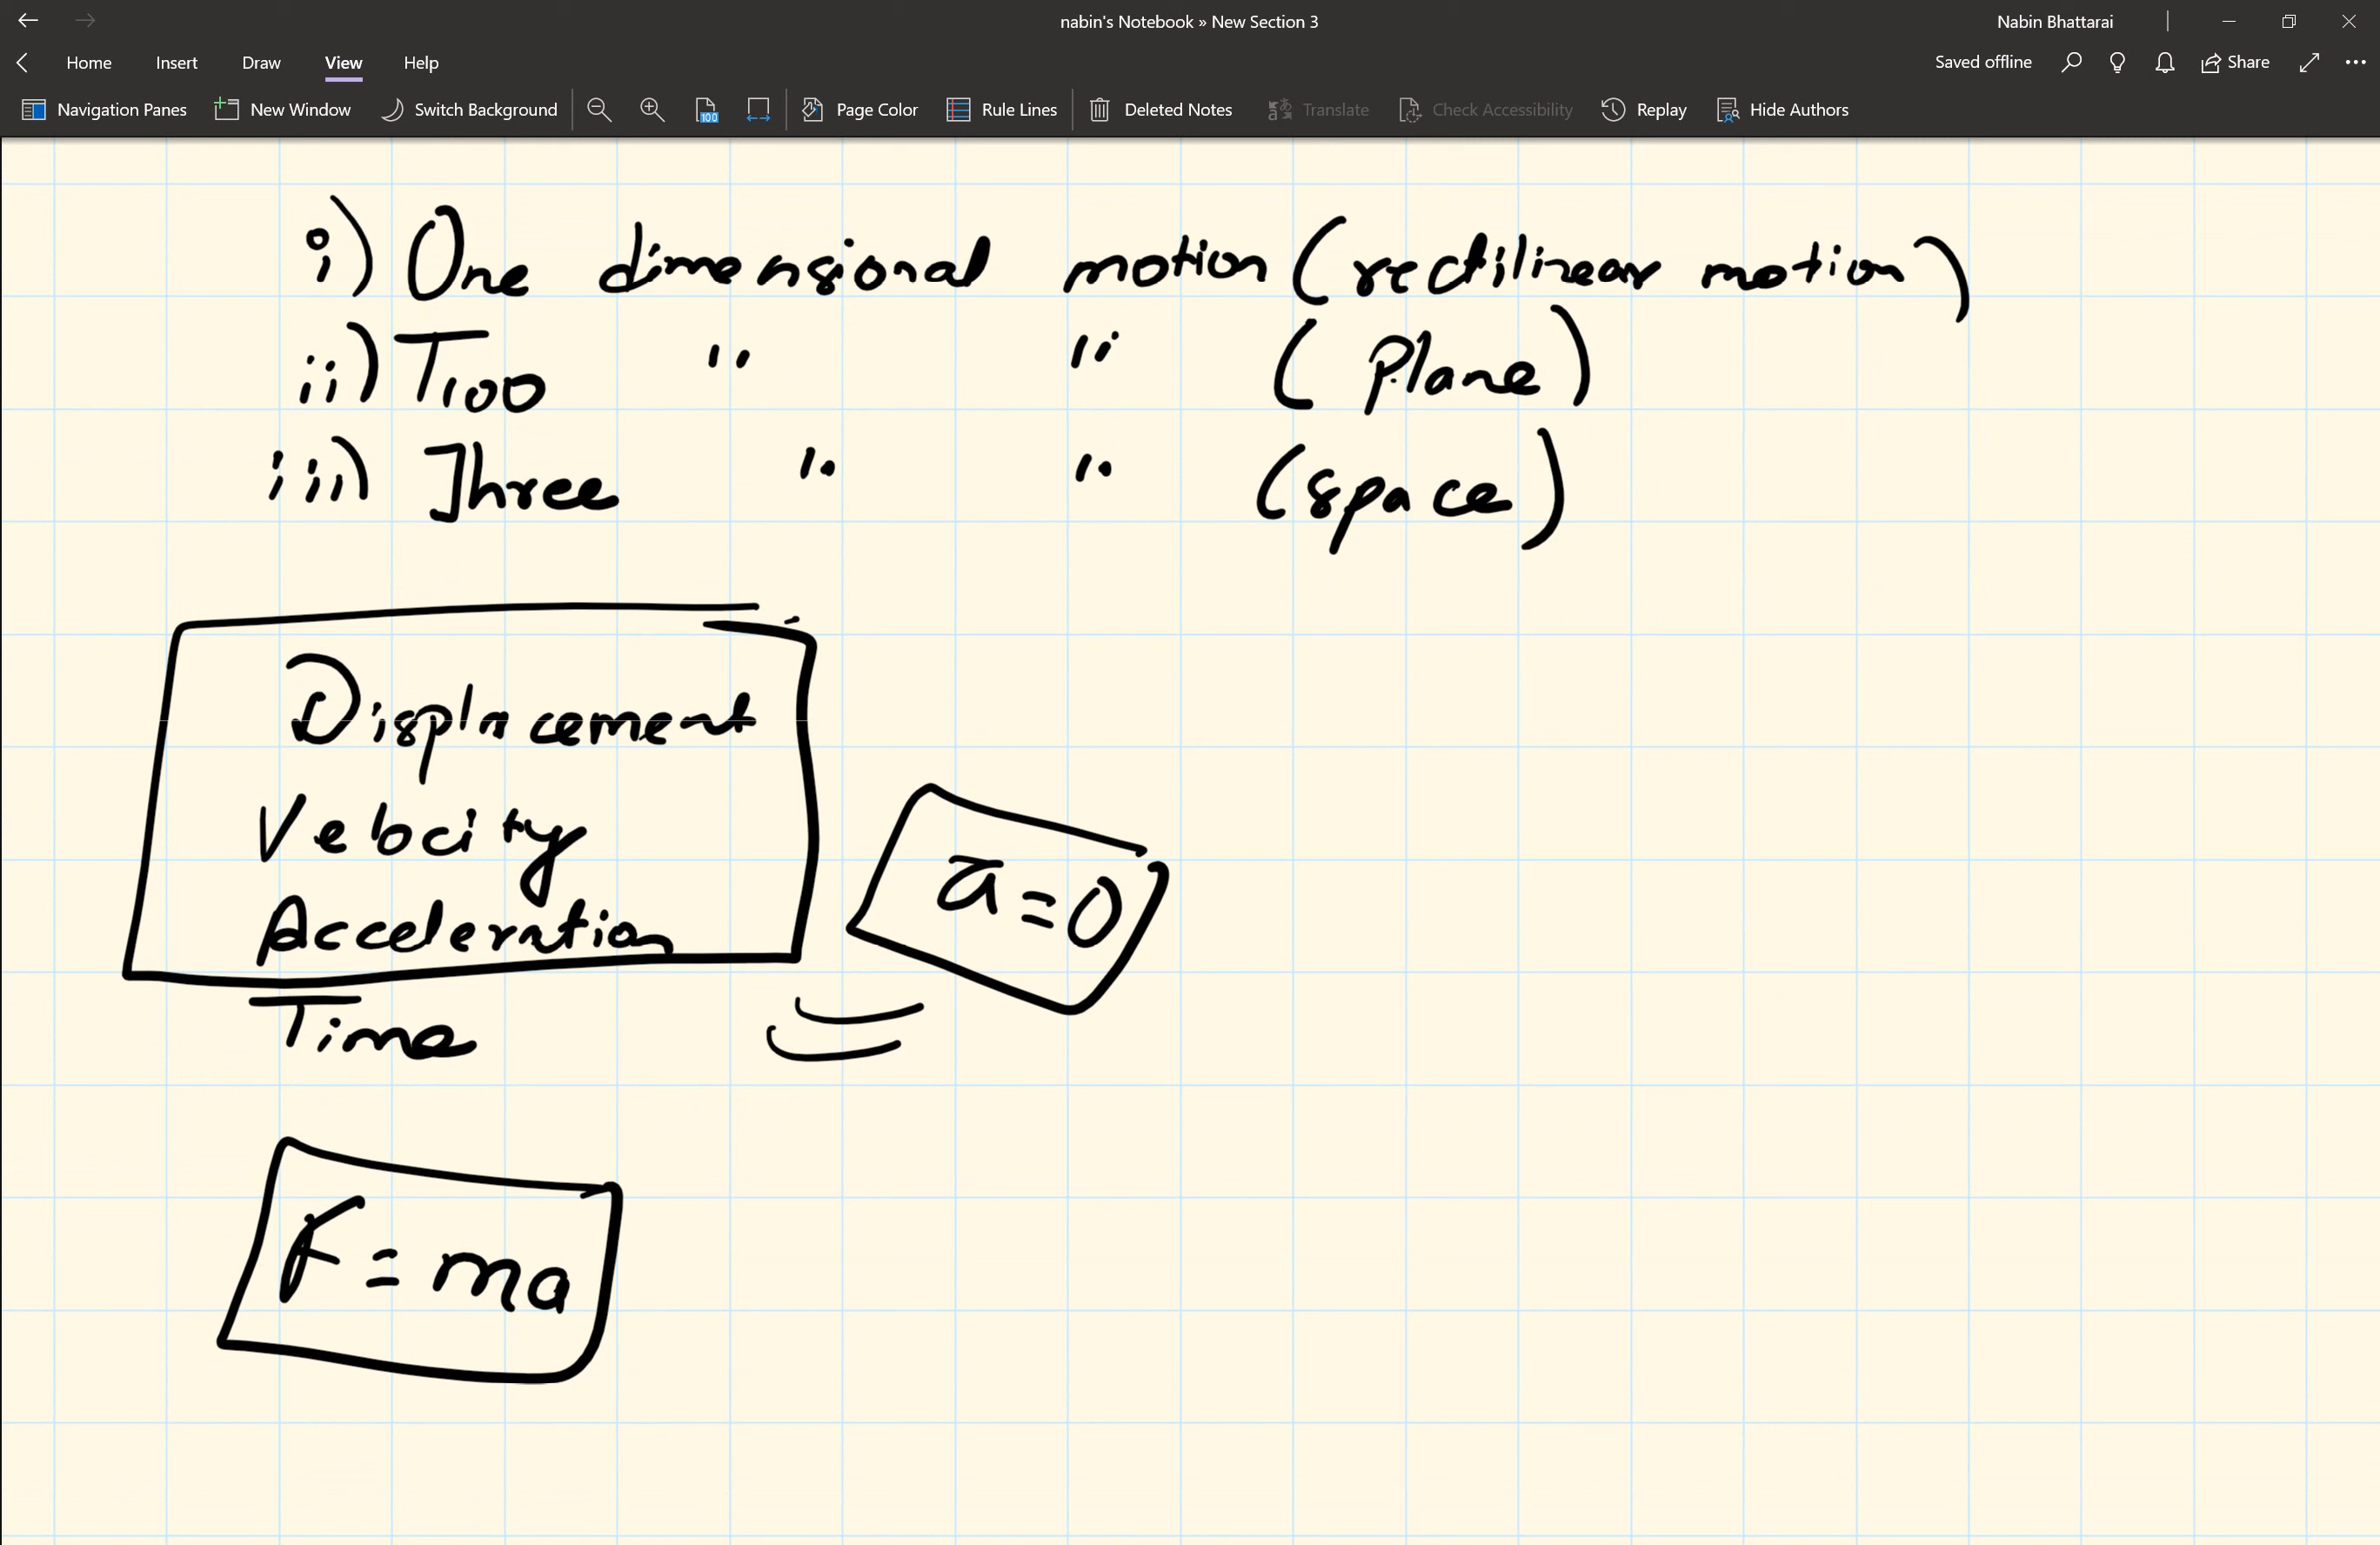 nabin's Notebook » New Section 3
Nabin Bhattarai
Home Insert Draw View Help
Saved offline Share
Navigation Panes New Window Switch Background 100 Page Color Rule Lines Deleted Notes Translate Check Accessibility Replay Hide Authors
i) One dimensional motion (rectilinear motion)
ii) Two " " (Plane)
iii) Three " " (space)
Displacement
Velocity
Acceleration
a = 0
Time
F = ma